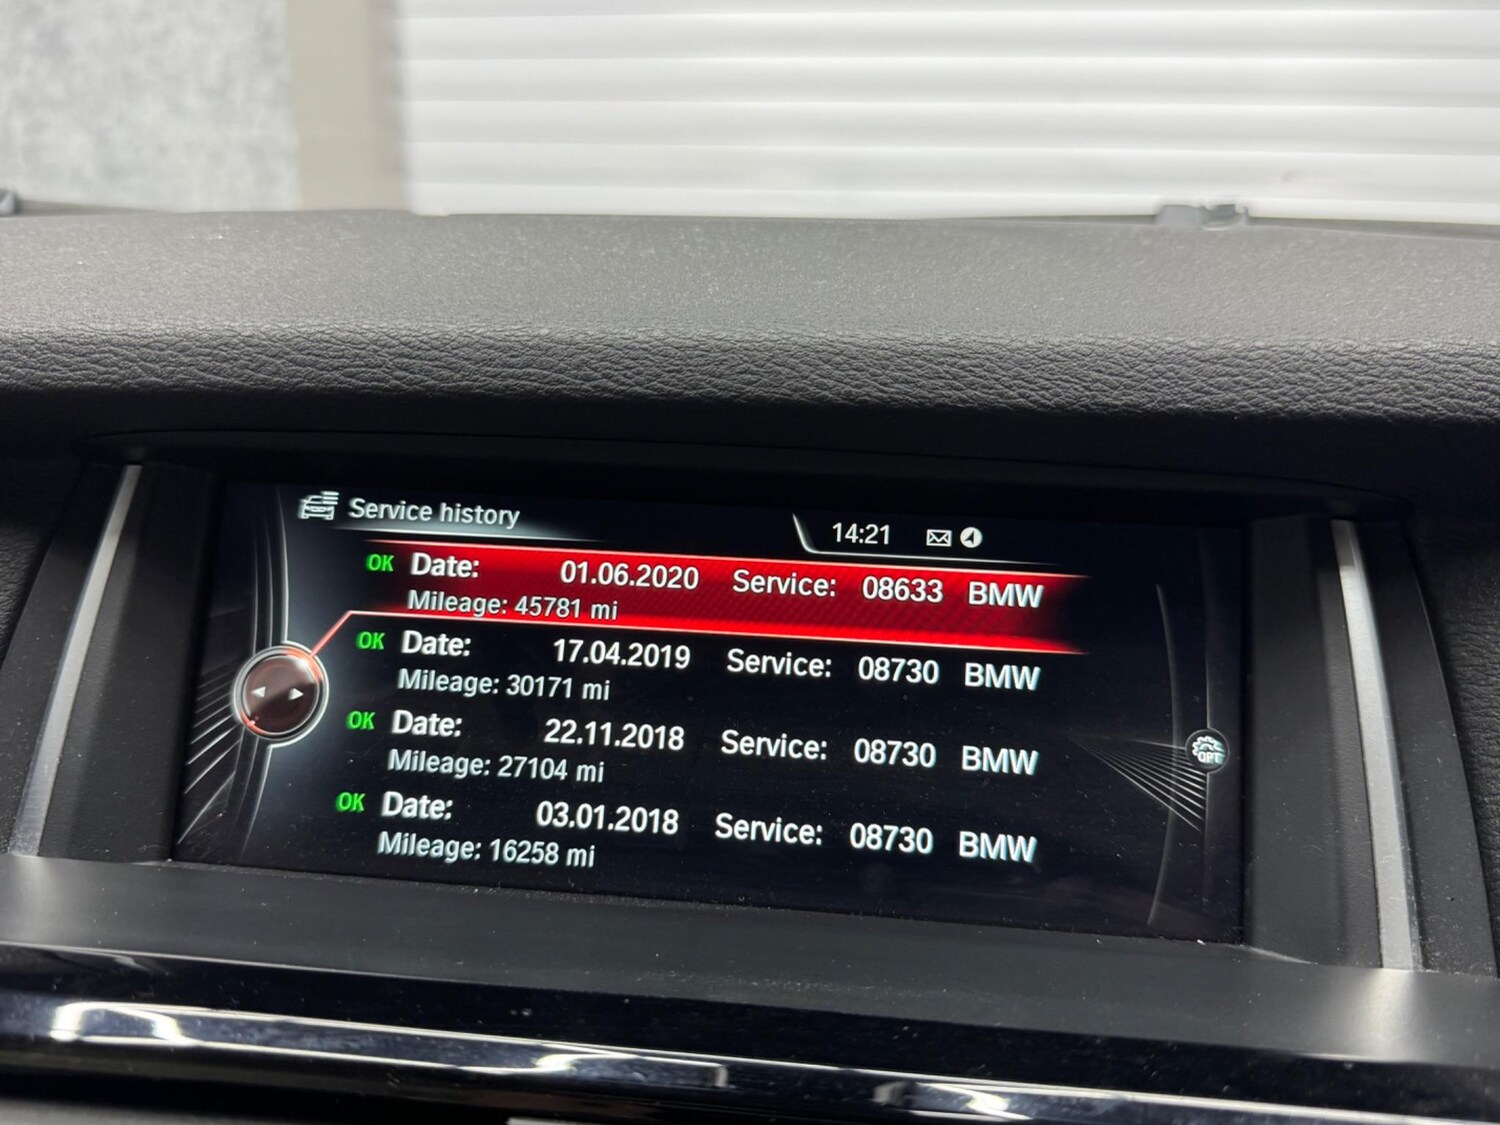 Service history
14:21
OK Date: 01.06.2020 Service: 08633 BMW
Mileage: 45781 mi
OK Date: 17.04.2019 Service: 08730 BMW
Mileage: 30171 mi
OK Date: 22.11.2018 Service: 08730 BMW
Mileage: 27104 mi
OPT
OK Date: 03.01.2018 Service: 08730 BMW
Mileage: 16258 mi